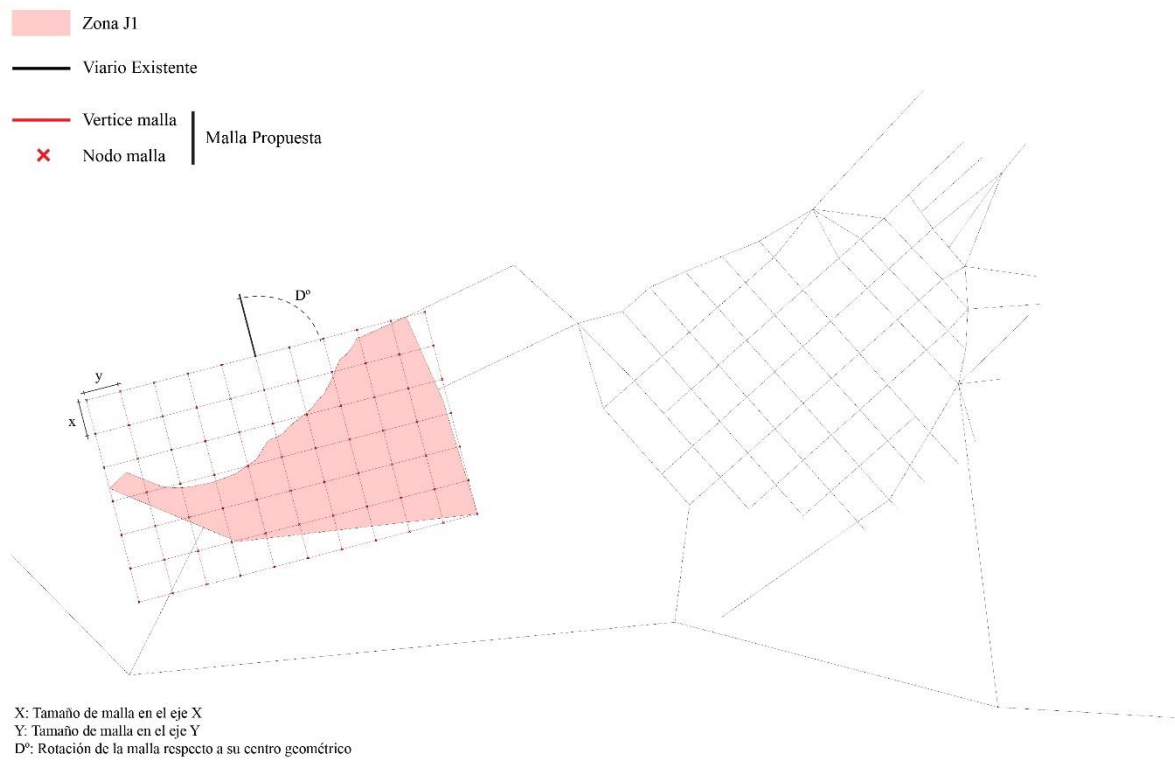 Zona J1
Viario Existente
Vertice malla
Malla Propuesta
Nodo malla
Dº
y
x
X: Tamaño de malla en el eje X
Y: Tamaño de malla en el eje Y
Dº: Rotación de la malla respecto a su centro geométrico